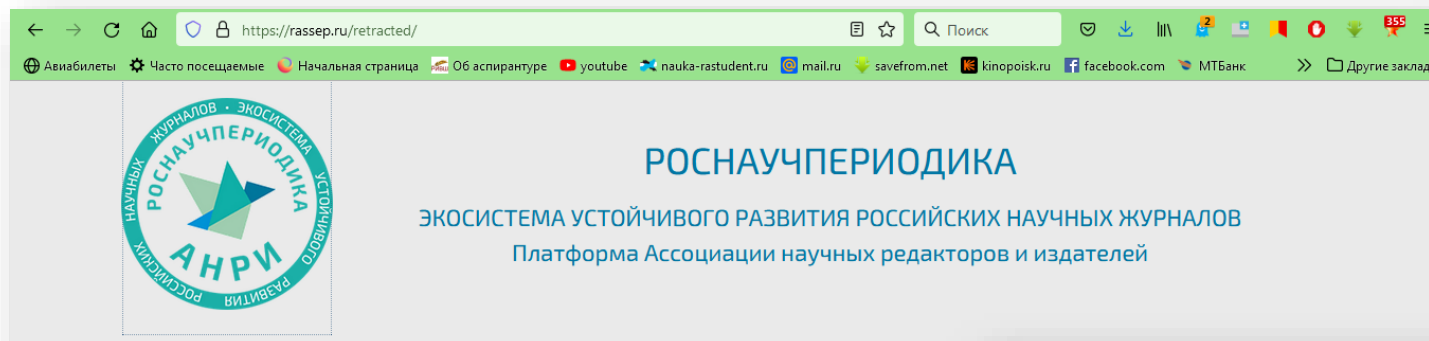 https://rassep.ru/retracted/
Поиск
2
355
Авиабилеты Часто посещаемые Начальная страница Об аспирантуре youtube nauka-rastudent.ru mail.ru savefrom.net kinopoisk.ru facebook.com МТБанк Другие заклад
ЭКОСИСТЕМА УСТОЙЧИВОГО РАЗВИТИЯ РОССИЙСКИХ НАУЧНЫХ ЖУРНАЛОВ
РОСНАУЧПЕРИОДИКА
АНРИ
РОСНАУЧПЕРИОДИКА
ЭКОСИСТЕМА УСТОЙЧИВОГО РАЗВИТИЯ РОССИЙСКИХ НАУЧНЫХ ЖУРНАЛОВ
Платформа Ассоциации научных редакторов и издателей